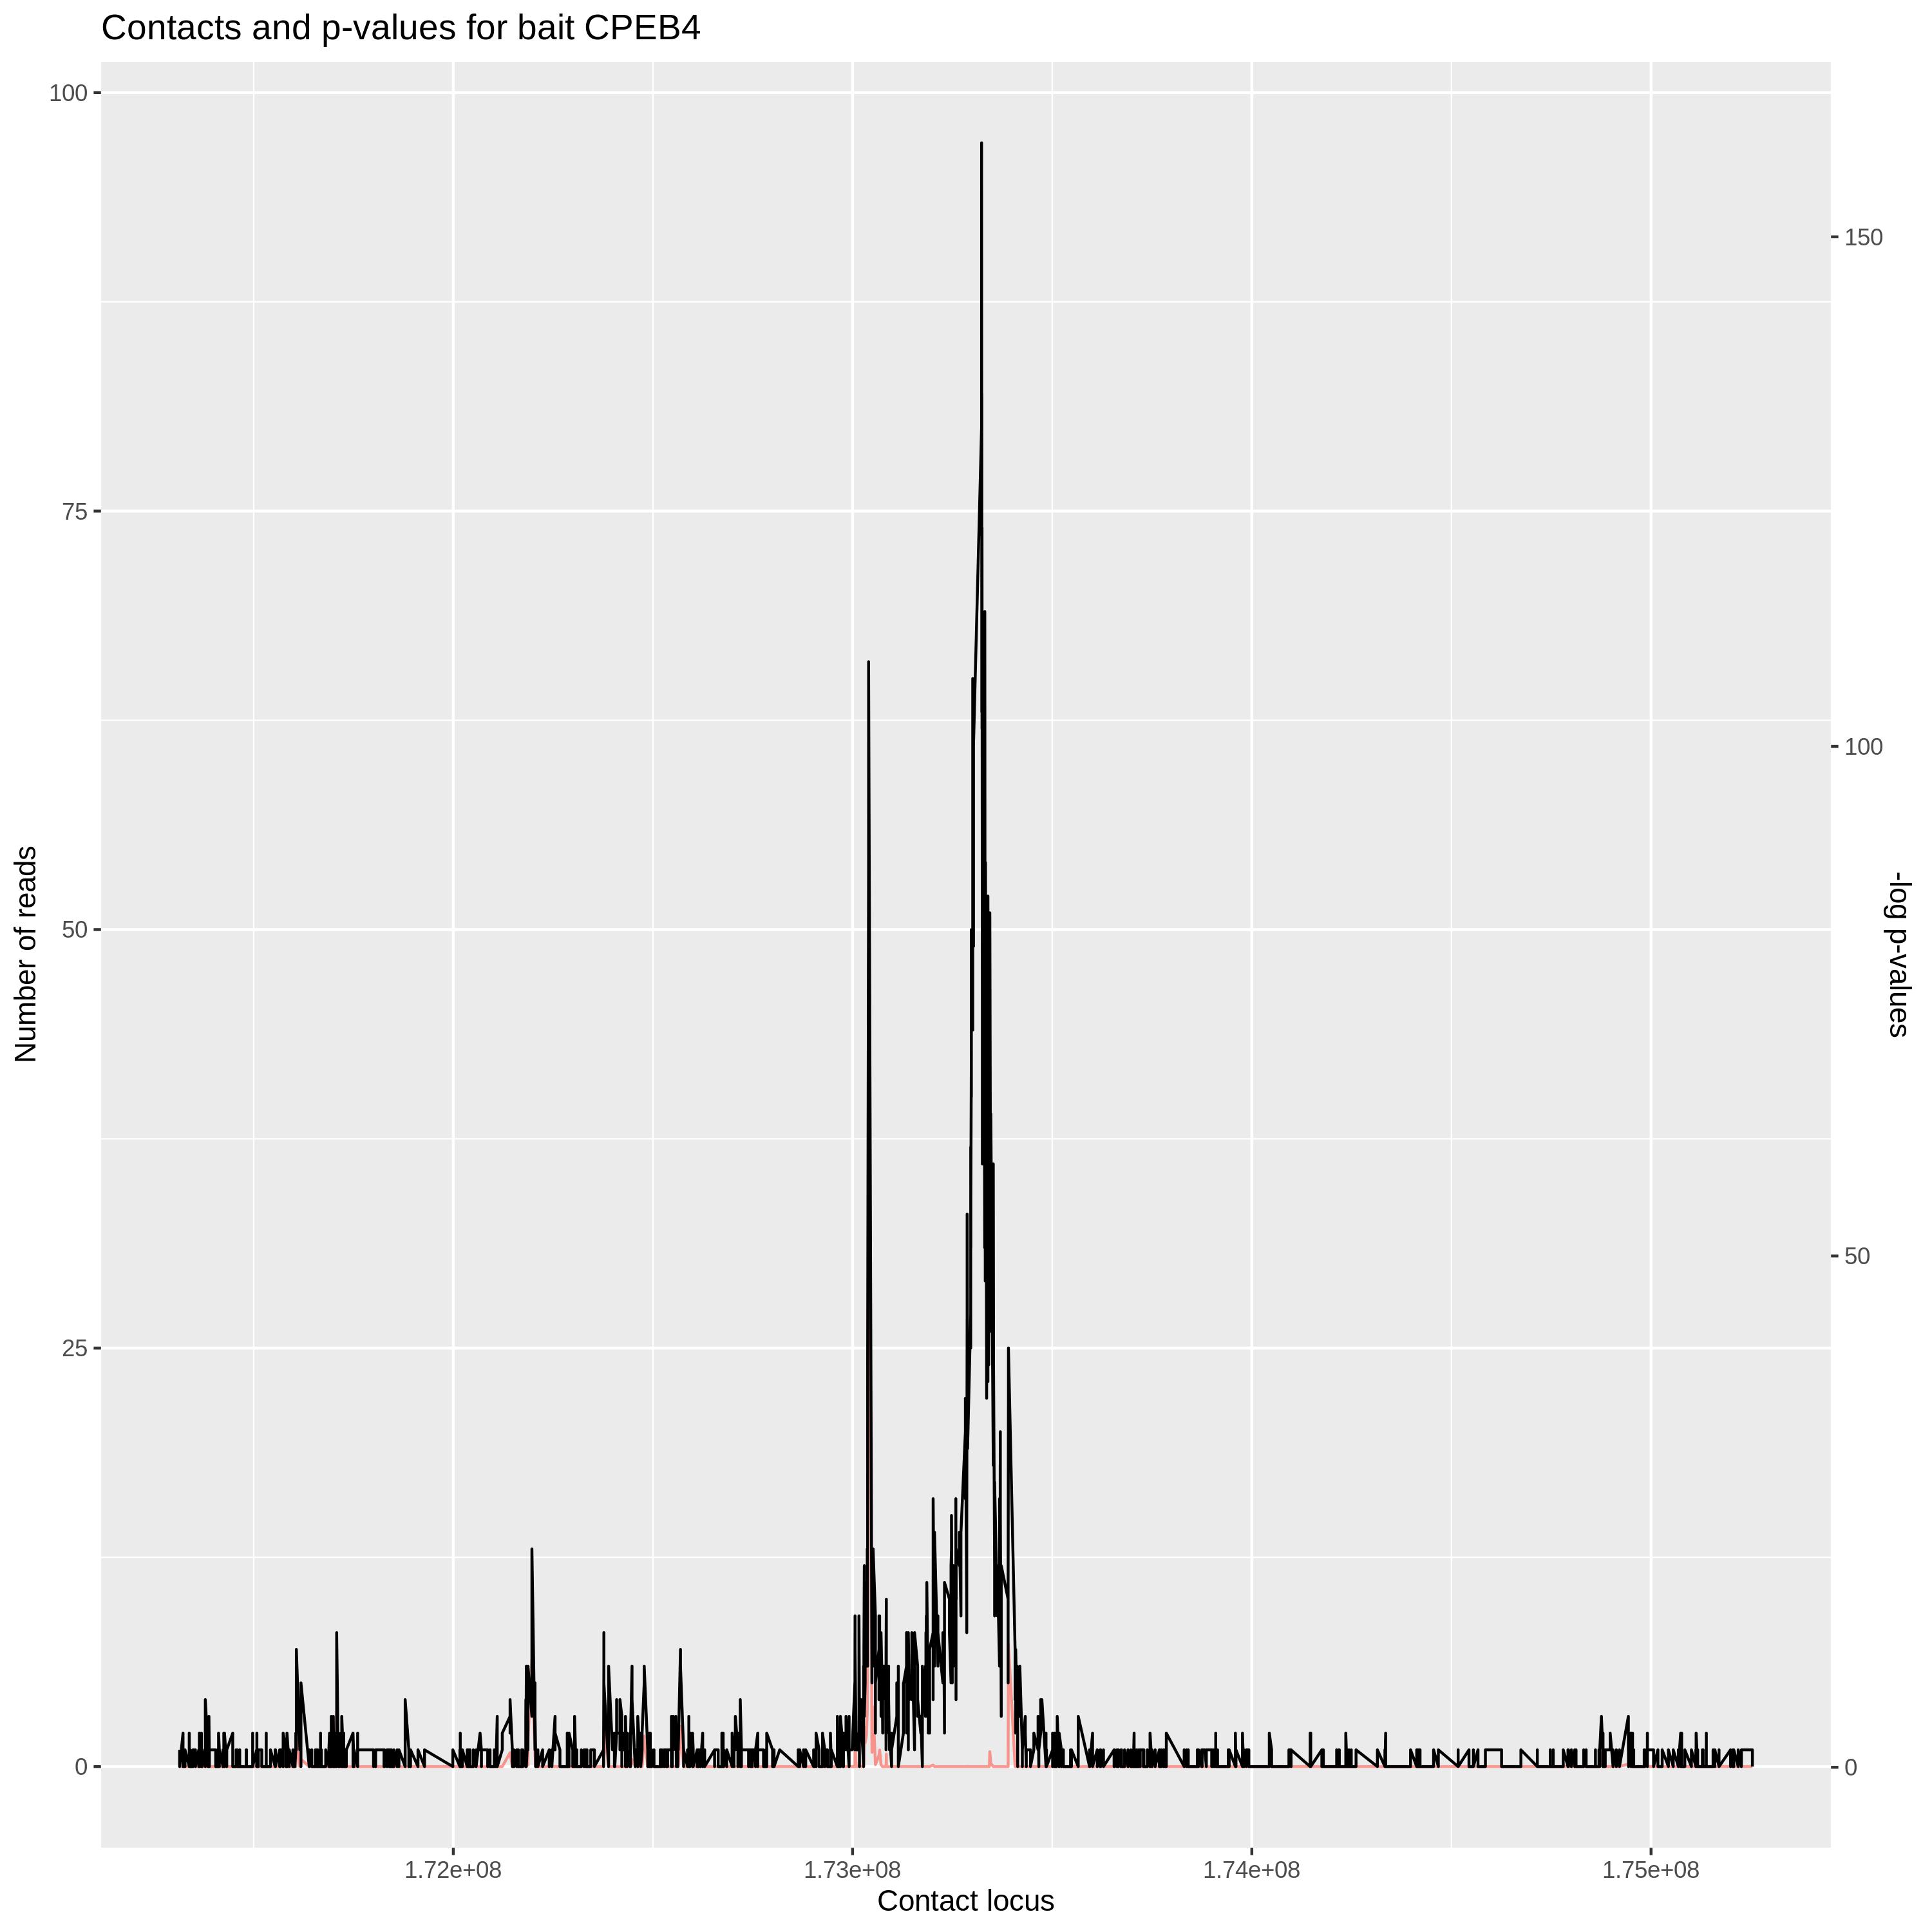 Contacts and p-values for bait CPEB4
100
75
50
25
0
Number of reads
150
100
50
0
-log p-values
1.72e+08
1.73e+08
1.74e+08
1.75e+08
Contact locus